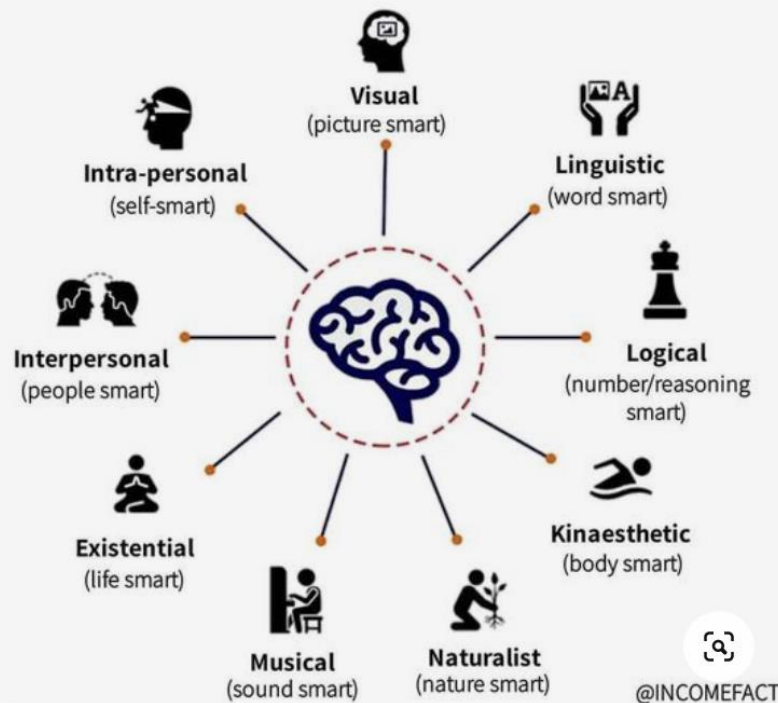 Visual
(picture smart)
Linguistic
(word smart)
Logical
(number/reasoning
smart)
Kinaesthetic
(body smart)
Naturalist
(nature smart)
Musical
(sound smart)
Existential
(life smart)
Interpersonal
(people smart)
Intra-personal
(self-smart)
A
@INCOMEFACT